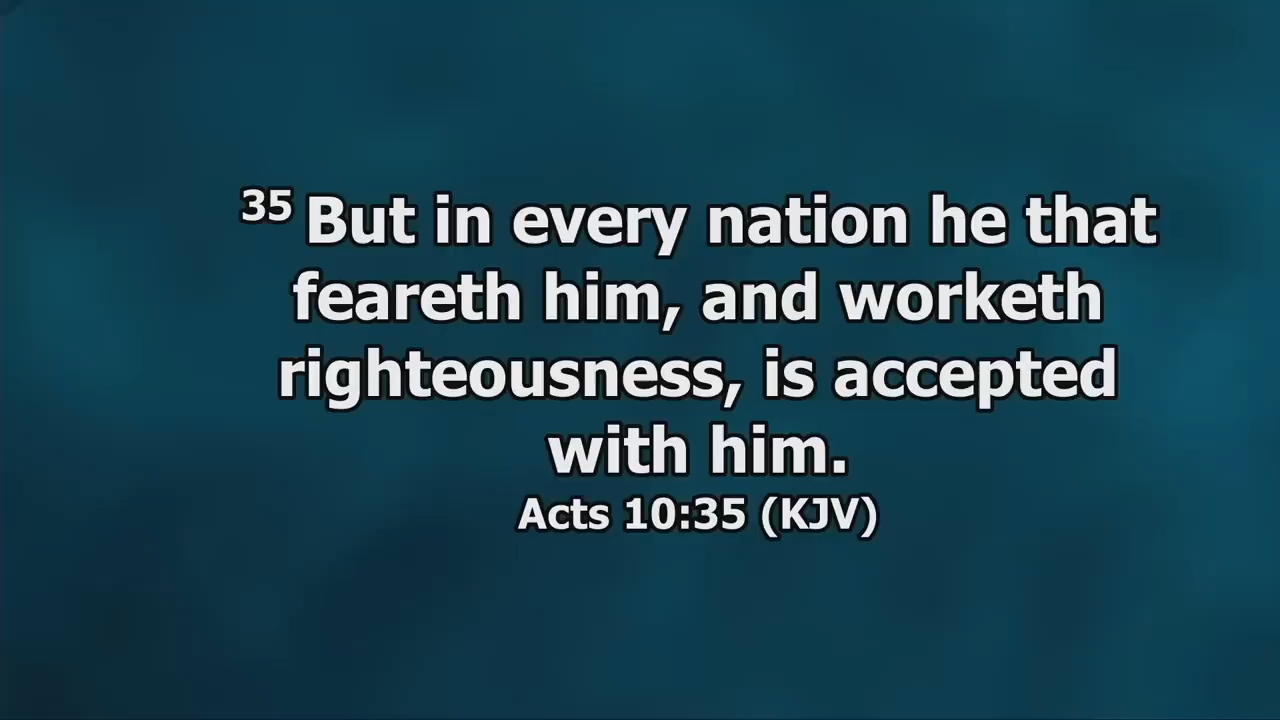 35 But in every nation he that
feareth him, and worketh
righteousness, is accepted
with him.
Acts 10:35 (KJV)